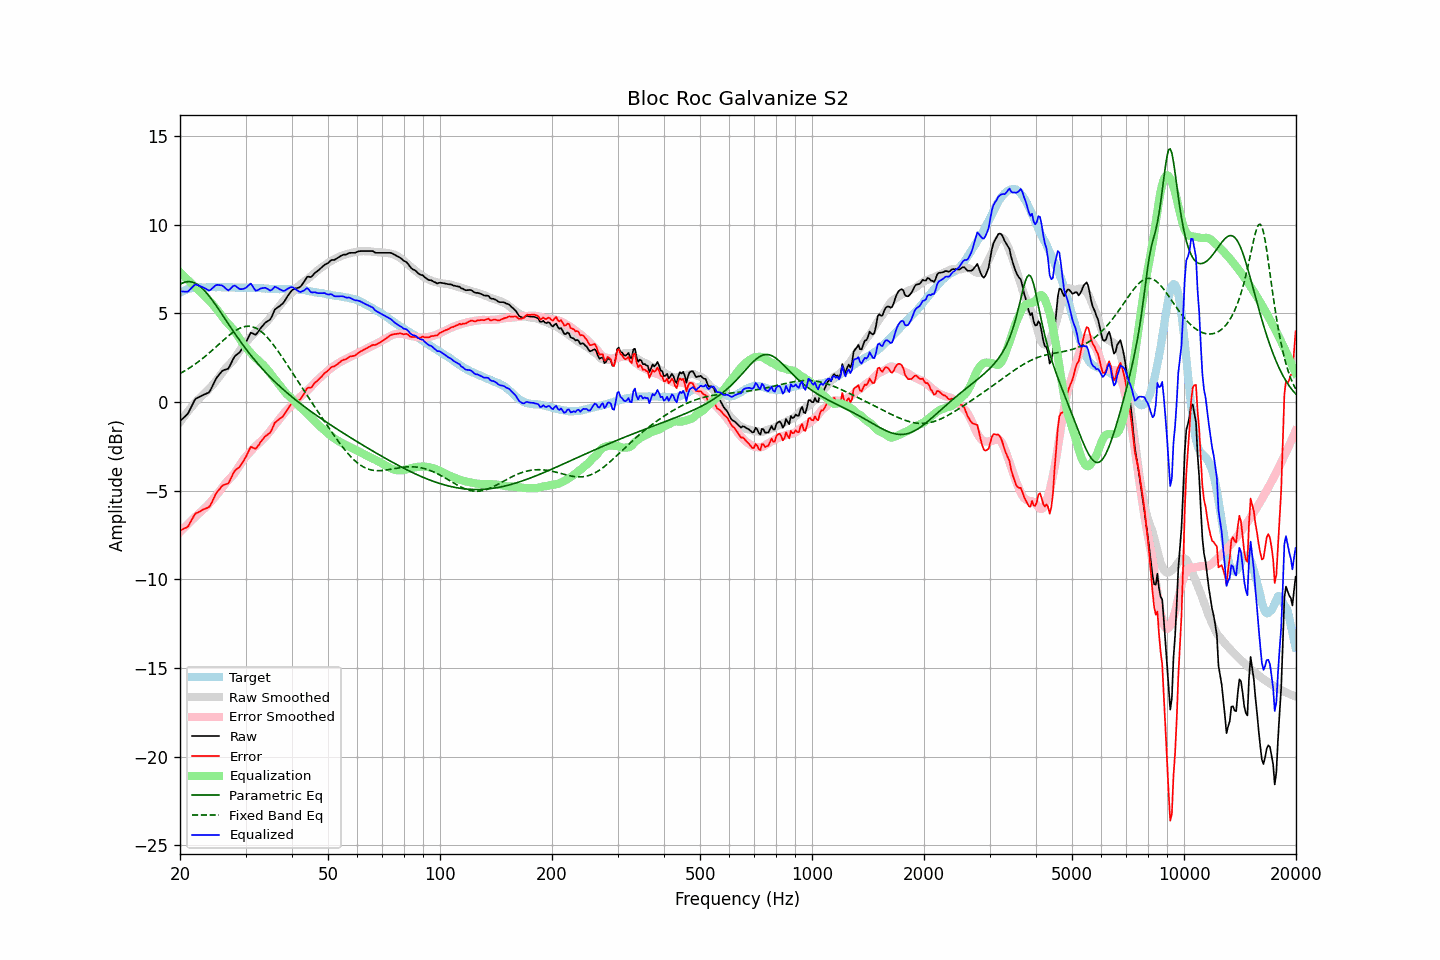 Bloc Roc Galvanize S2
Amplitude (dBr)
15
10
5
0
−5
−10
−15
−20
−25
Target
Raw Smoothed
Error Smoothed
Raw
Error
Equalization
Parametric Eq
Fixed Band Eq
Equalized
20 50 100 200 500 1000 2000 5000 10000 20000
Frequency (Hz)